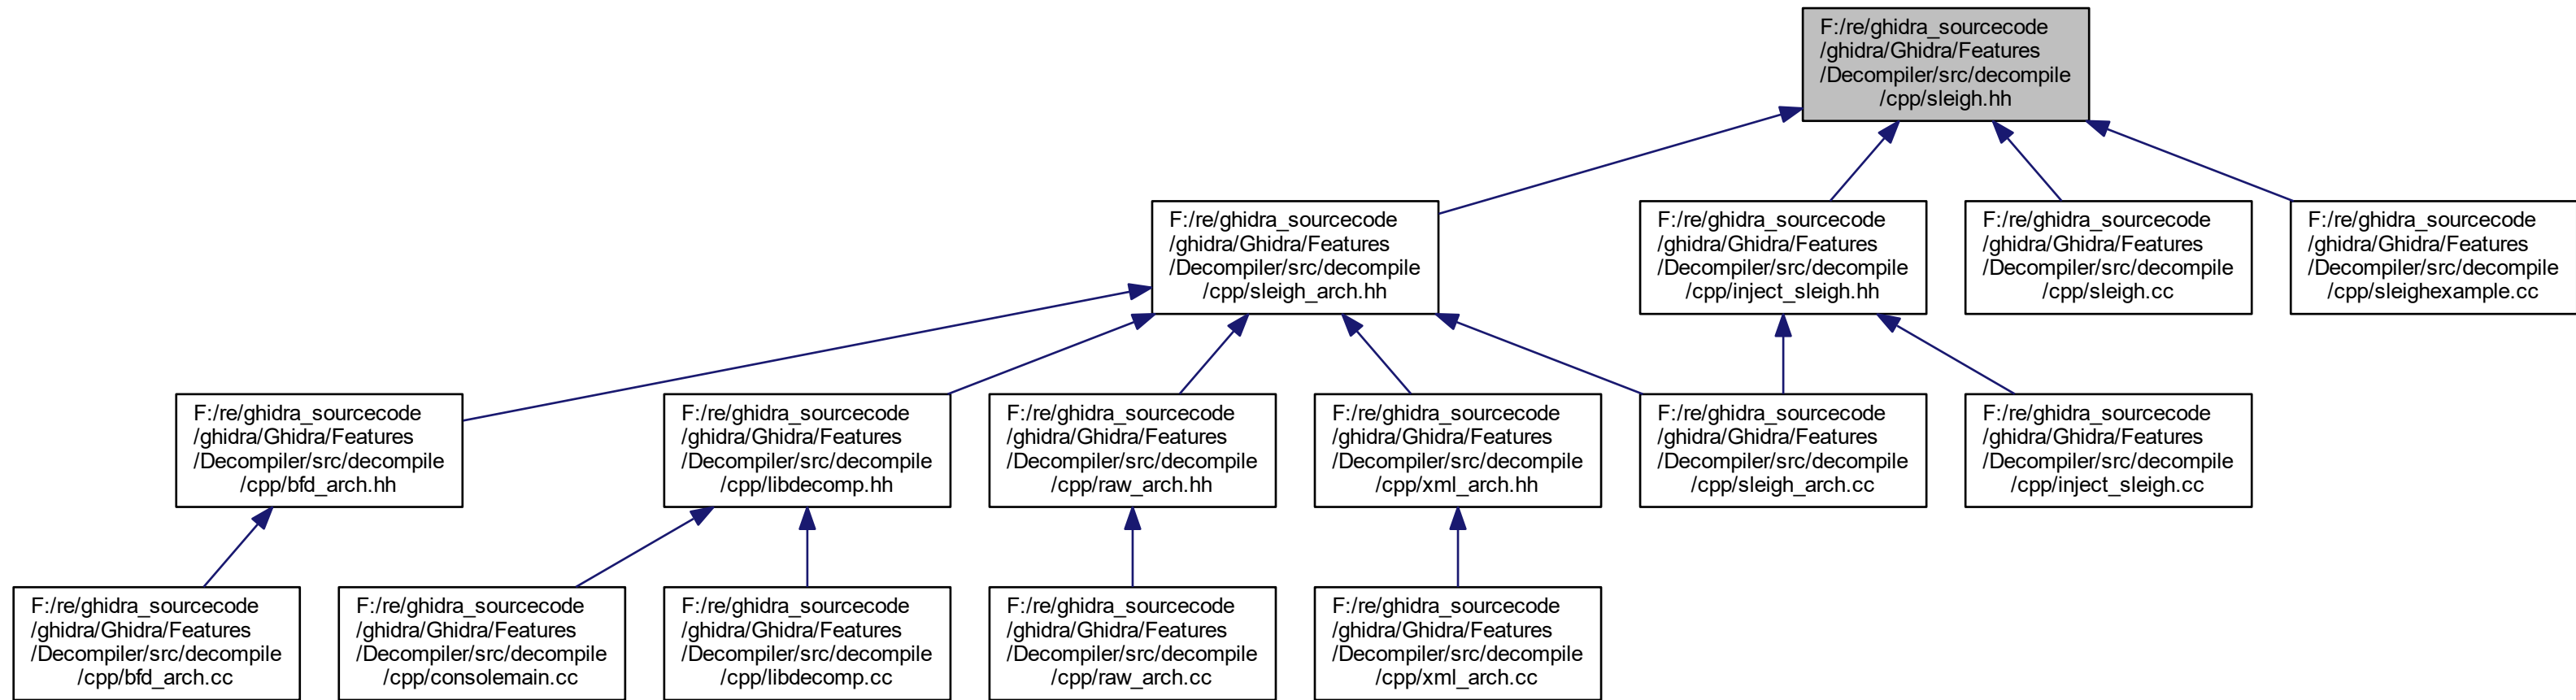 F:/re/ghidra_sourcecode
/ghidra/Ghidra/Features
/Decompiler/src/decompile
/cpp/sleigh.hh
F:/re/ghidra_sourcecode
/ghidra/Ghidra/Features
/Decompiler/src/decompile
/cpp/sleigh_arch.hh
F:/re/ghidra_sourcecode
/ghidra/Ghidra/Features
/Decompiler/src/decompile
/cpp/inject_sleigh.hh
F:/re/ghidra_sourcecode
/ghidra/Ghidra/Features
/Decompiler/src/decompile
/cpp/sleigh.cc
F:/re/ghidra_sourcecode
/ghidra/Ghidra/Features
/Decompiler/src/decompile
/cpp/sleighexample.cc
F:/re/ghidra_sourcecode
/ghidra/Ghidra/Features
/Decompiler/src/decompile
/cpp/bfd_arch.hh
F:/re/ghidra_sourcecode
/ghidra/Ghidra/Features
/Decompiler/src/decompile
/cpp/libdecomp.hh
F:/re/ghidra_sourcecode
/ghidra/Ghidra/Features
/Decompiler/src/decompile
/cpp/raw_arch.hh
F:/re/ghidra_sourcecode
/ghidra/Ghidra/Features
/Decompiler/src/decompile
/cpp/xml_arch.hh
F:/re/ghidra_sourcecode
/ghidra/Ghidra/Features
/Decompiler/src/decompile
/cpp/sleigh_arch.cc
F:/re/ghidra_sourcecode
/ghidra/Ghidra/Features
/Decompiler/src/decompile
/cpp/inject_sleigh.cc
F:/re/ghidra_sourcecode
/ghidra/Ghidra/Features
/Decompiler/src/decompile
/cpp/bfd_arch.cc
F:/re/ghidra_sourcecode
/ghidra/Ghidra/Features
/Decompiler/src/decompile
/cpp/consolemain.cc
F:/re/ghidra_sourcecode
/ghidra/Ghidra/Features
/Decompiler/src/decompile
/cpp/libdecomp.cc
F:/re/ghidra_sourcecode
/ghidra/Ghidra/Features
/Decompiler/src/decompile
/cpp/raw_arch.cc
F:/re/ghidra_sourcecode
/ghidra/Ghidra/Features
/Decompiler/src/decompile
/cpp/xml_arch.cc